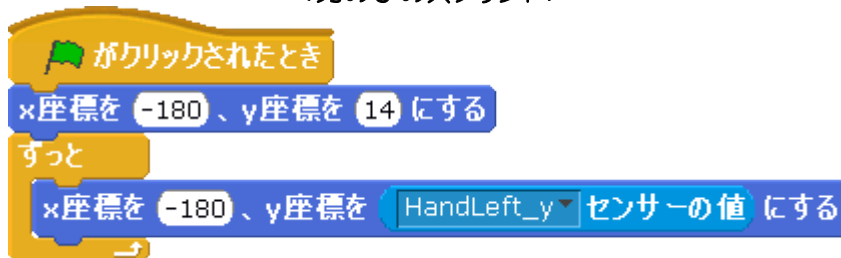 がクリックされたとき
x座標を -180 、y座標を 14 にする
ずっと
x座標を -180 、y座標を HandLeft_y センサーの値 にする